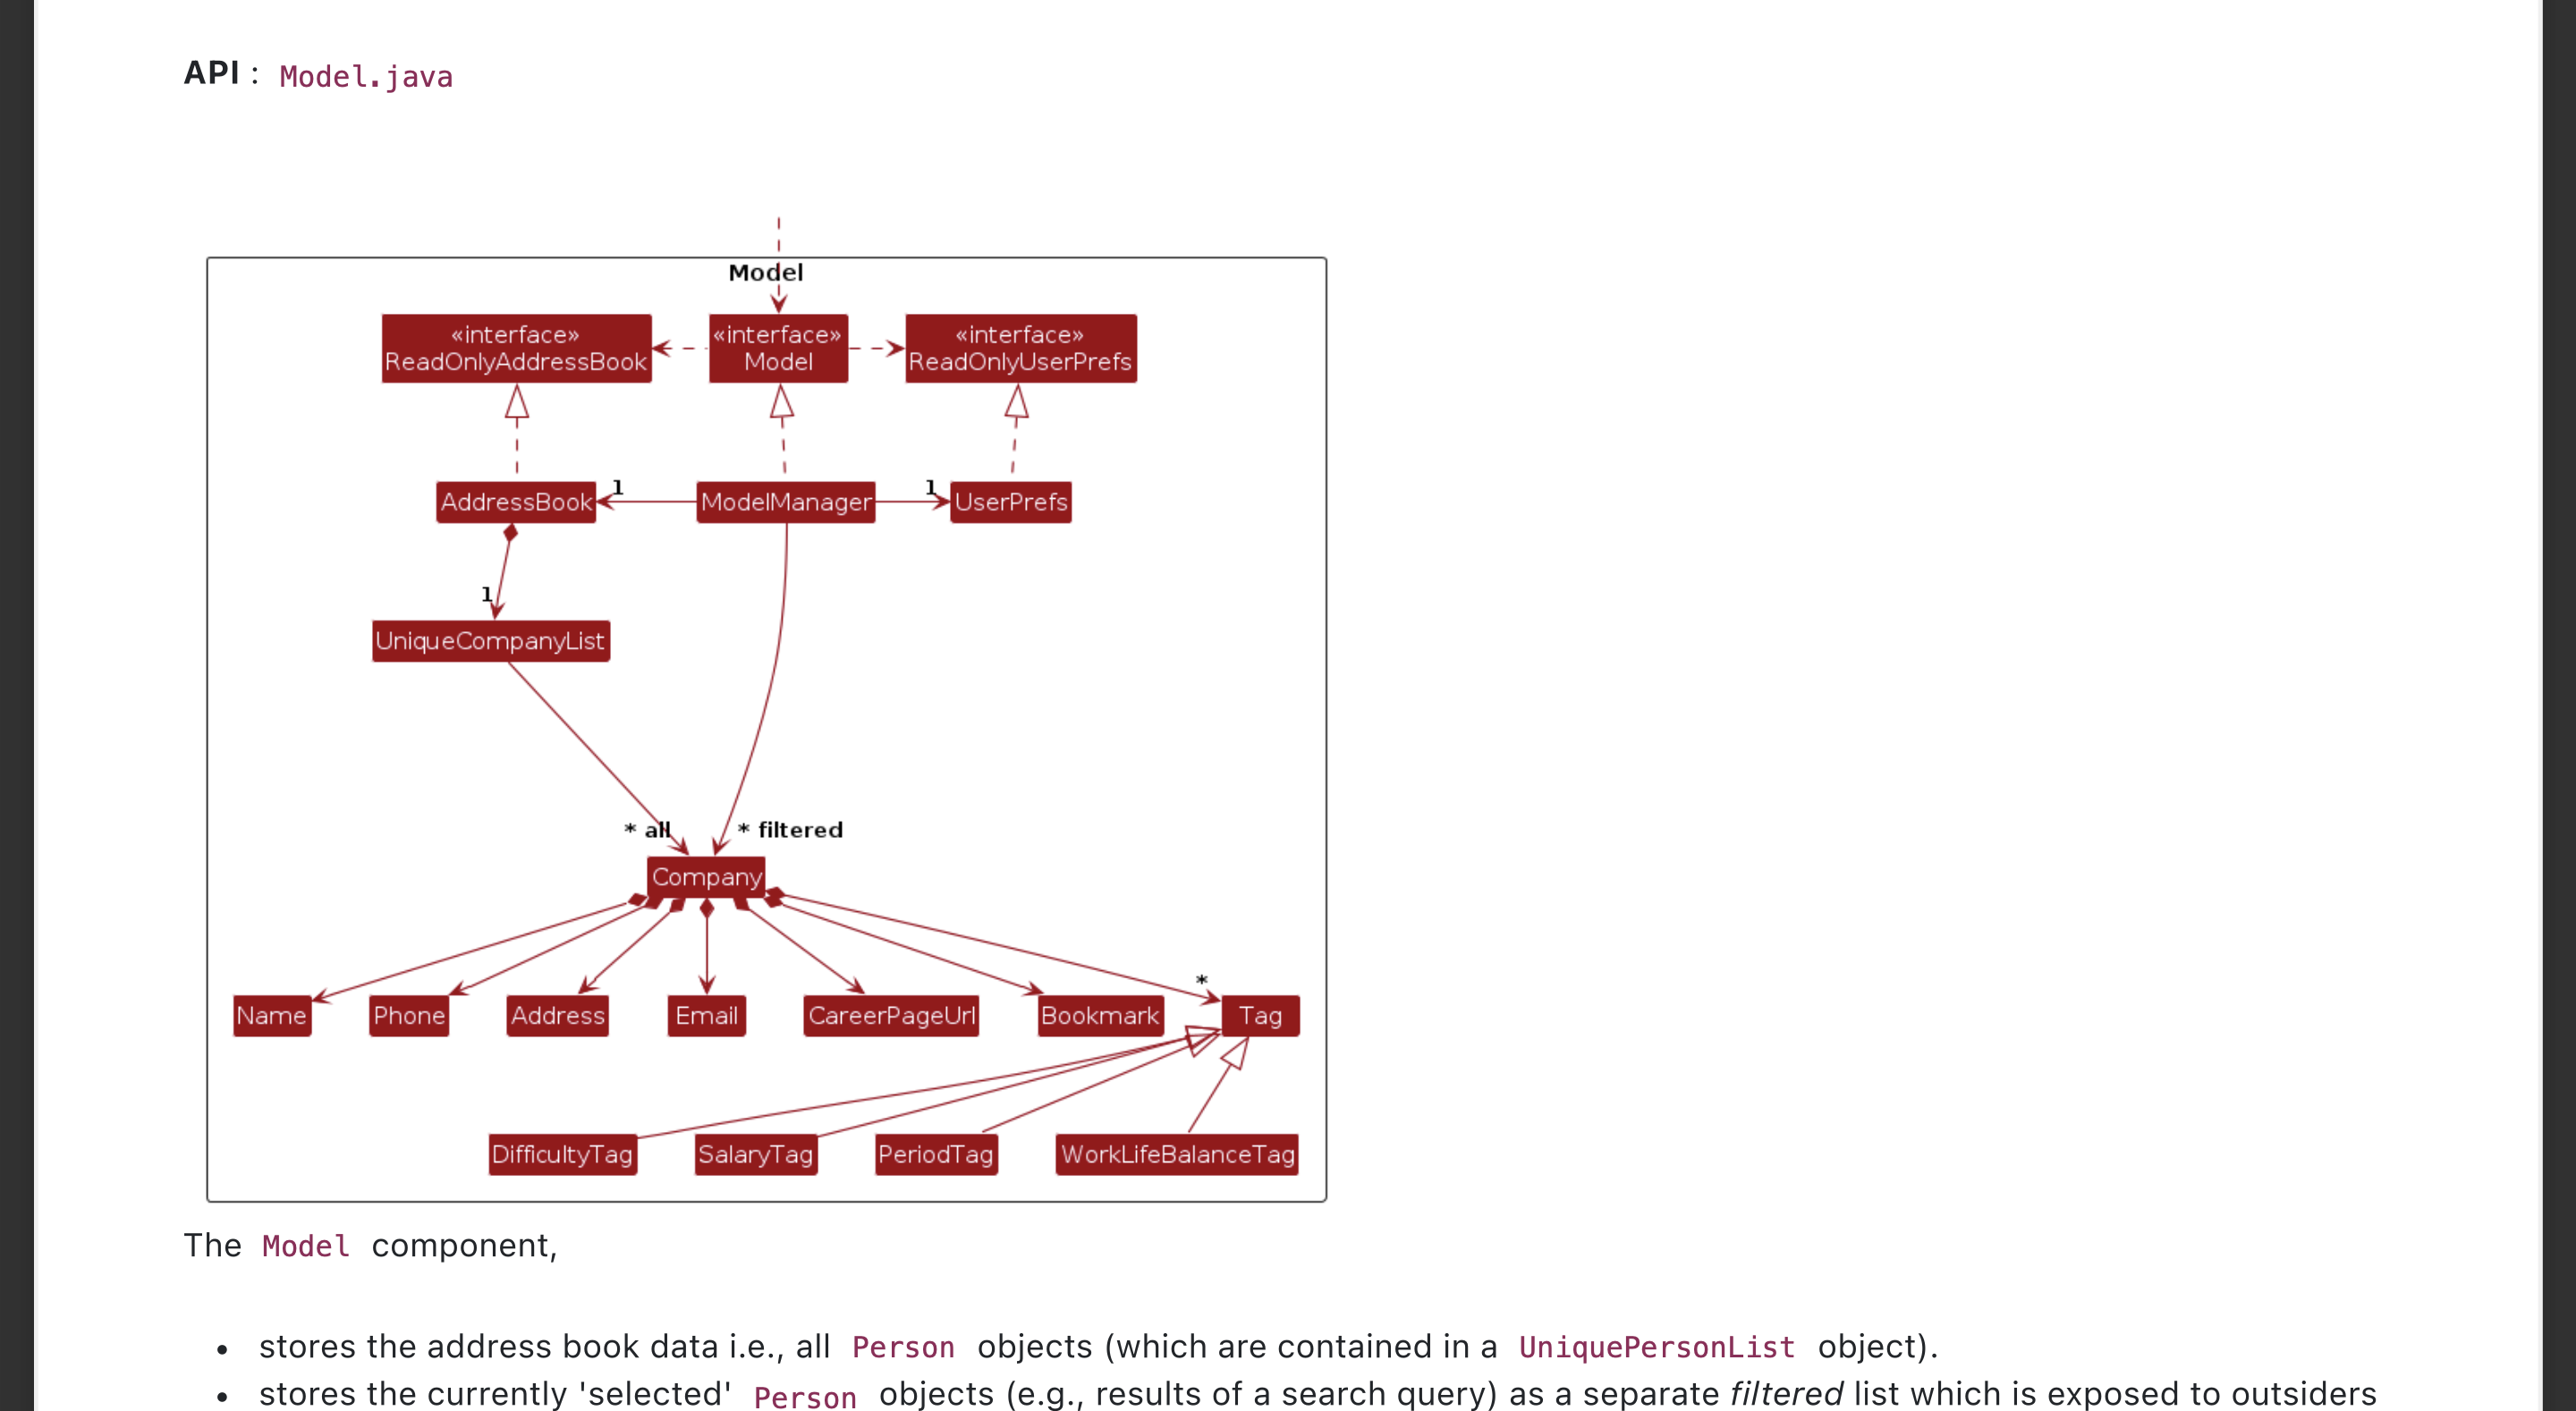 API : Model.java
Model
«interface»
ReadOnlyAddressBook
«interface»
Model
«interface»
ReadOnlyUserPrefs
AddressBook
1
ModelManager
1
UserPrefs
1
UniqueCompanyList
* all
* filtered
Company
*
Name
Phone
Address
Email
CareerPageUrl
Bookmark
Tag
DifficultyTag
SalaryTag
PeriodTag
WorkLifeBalanceTag
The Model component,
• stores the address book data i.e., all Person objects (which are contained in a UniquePersonList object).
• stores the currently 'selected' Person objects (e.g., results of a search query) as a separate filtered list which is exposed to outsiders